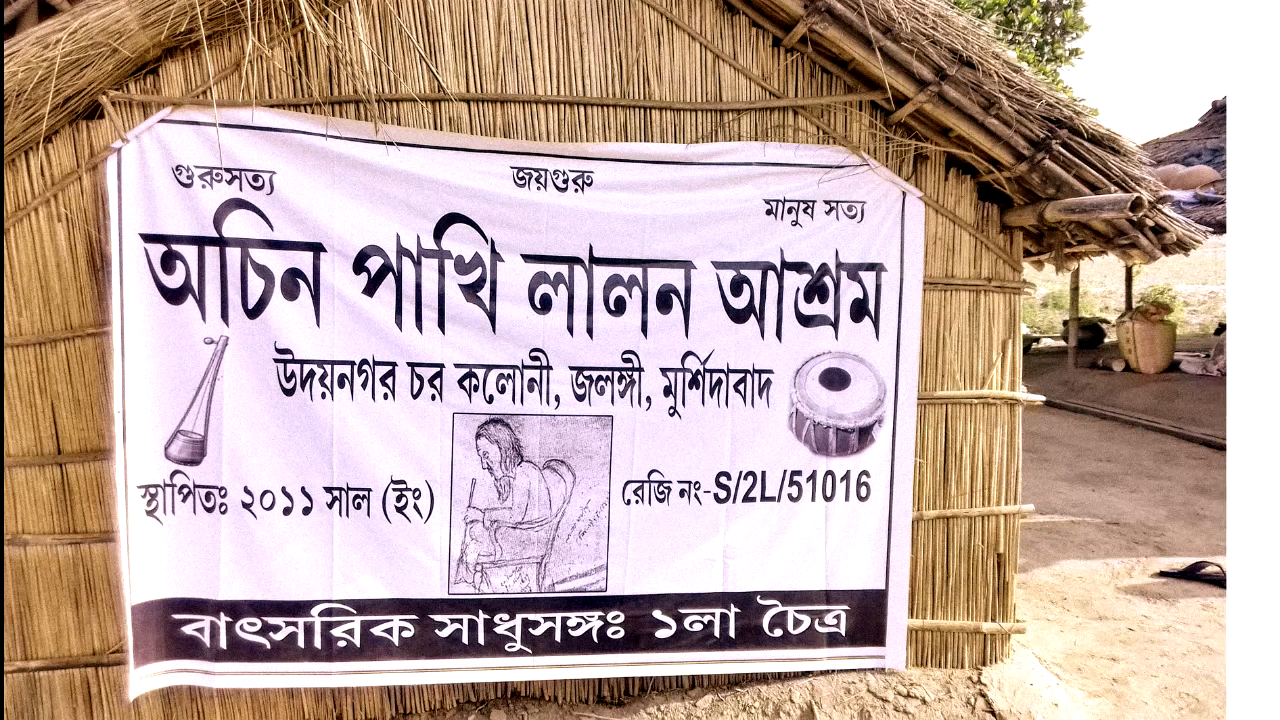 গুরুসত্য জয়গুরু মানুষ সত্য
অচিন পাখি লালন আশ্রম
উদয়নগর চর কলোনী, জলঙ্গী, মুর্শিদাবাদ
স্থাপিতঃ ২০১১ সাল (ইং) রেজি নং-S/2L/51016
বাৎসরিক সাধুসঙ্গঃ ১লা চৈত্র